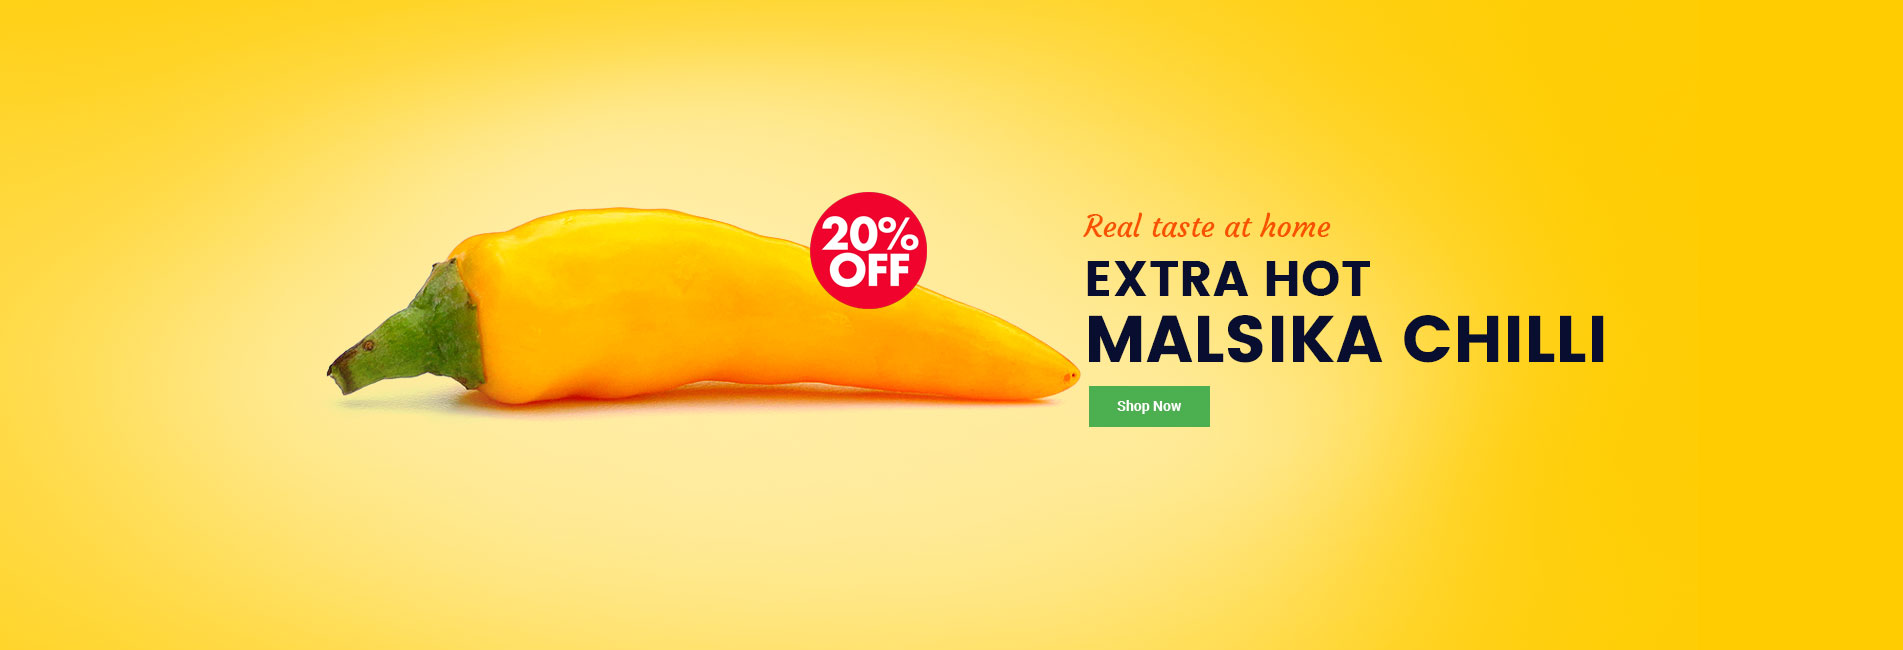 20%
OFF
Real taste at home
EXTRA HOT
MALSIKA CHILLI
Shop Now